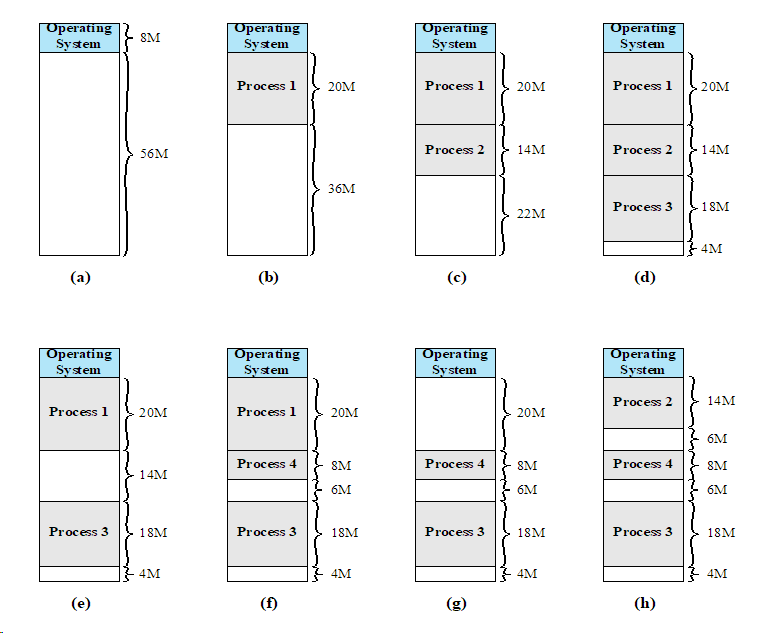 Operating
System
8M
56M
(a)
Operating
System
Process 1
20M
36M
(b)
Operating
System
Process 1
20M
Process 2
14M
22M
(c)
Operating
System
Process 1
20M
Process 2
14M
Process 3
18M
4M
(d)
Operating
System
Process 1
20M
14M
Process 3
18M
4M
(e)
Operating
System
Process 1
20M
Process 4
8M
6M
Process 3
18M
4M
(f)
Operating
System
20M
Process 4
8M
6M
Process 3
18M
4M
(g)
Operating
System
Process 2
14M
6M
Process 4
8M
6M
Process 3
18M
4M
(h)